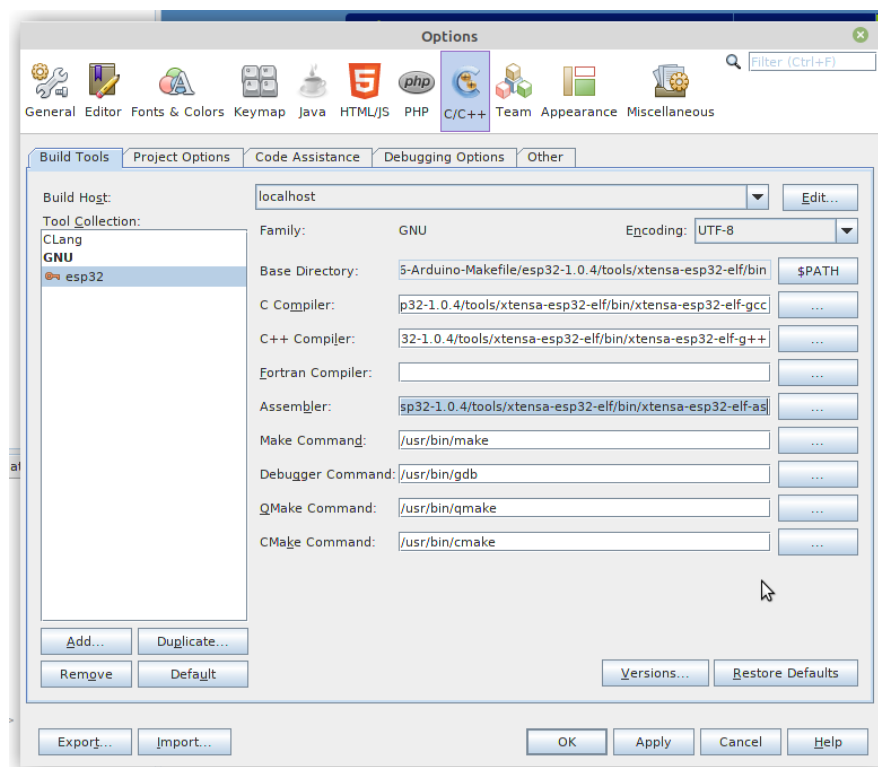 Options
Filter (Ctrl+F)
General Editor Fonts & Colors Keymap Java HTML/JS PHP C/C++ Team Appearance Miscellaneous
Build Tools Project Options Code Assistance Debugging Options Other
Build Host: localhost Edit...
Tool Collection:
CLang
GNU
esp32
Family: GNU Encoding: UTF-8
Base Directory: 6-Arduino-Makefile/esp32-1.0.4/tools/xtensa-esp32-elf/bin $PATH
C Compiler: p32-1.0.4/tools/xtensa-esp32-elf/bin/xtensa-esp32-elf-gcc ...
C++ Compiler: 32-1.0.4/tools/xtensa-esp32-elf/bin/xtensa-esp32-elf-g++ ...
Fortran Compiler: ...
Assembler: sp32-1.0.4/tools/xtensa-esp32-elf/bin/xtensa-esp32-elf-as ...
Make Command: /usr/bin/make ...
Debugger Command: /usr/bin/gdb ...
QMake Command: /usr/bin/qmake ...
CMake Command: /usr/bin/cmake ...
Add... Duplicate...
Remove Default
Versions... Restore Defaults
Export... Import... OK Apply Cancel Help